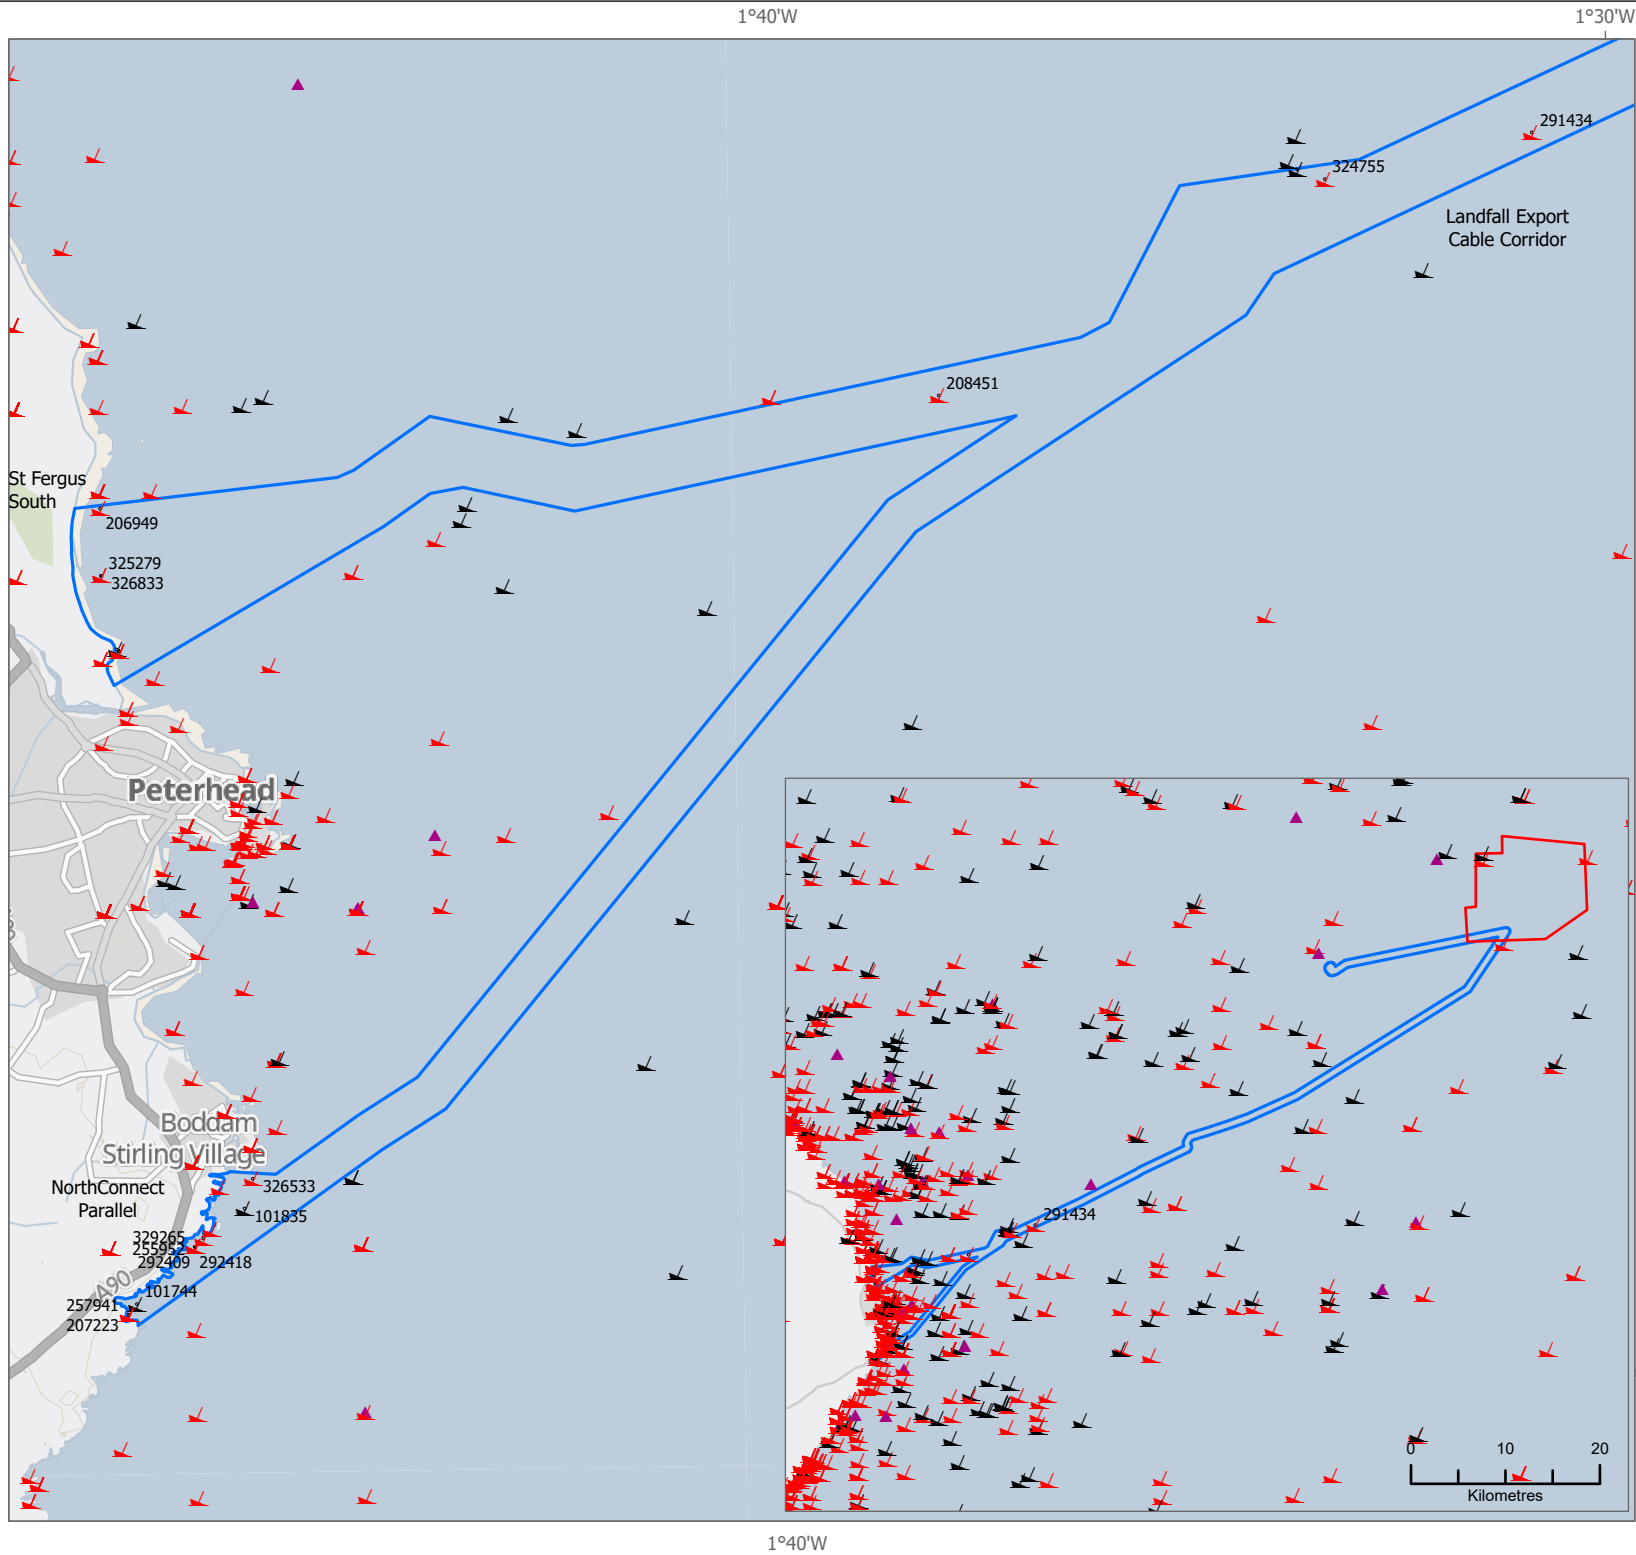 1°40'W
1°30'W
291434
324755
Landfall Export
Cable Corridor
208451
St Fergus
South
206949
325279
326833
Peterhead
Boddam
Stirling Village
NorthConnect
Parallel
326533
101835
329265
255952
292409
292418
A90
101744
257941
207223
291434
0
10
20
Kilometres
1°40'W